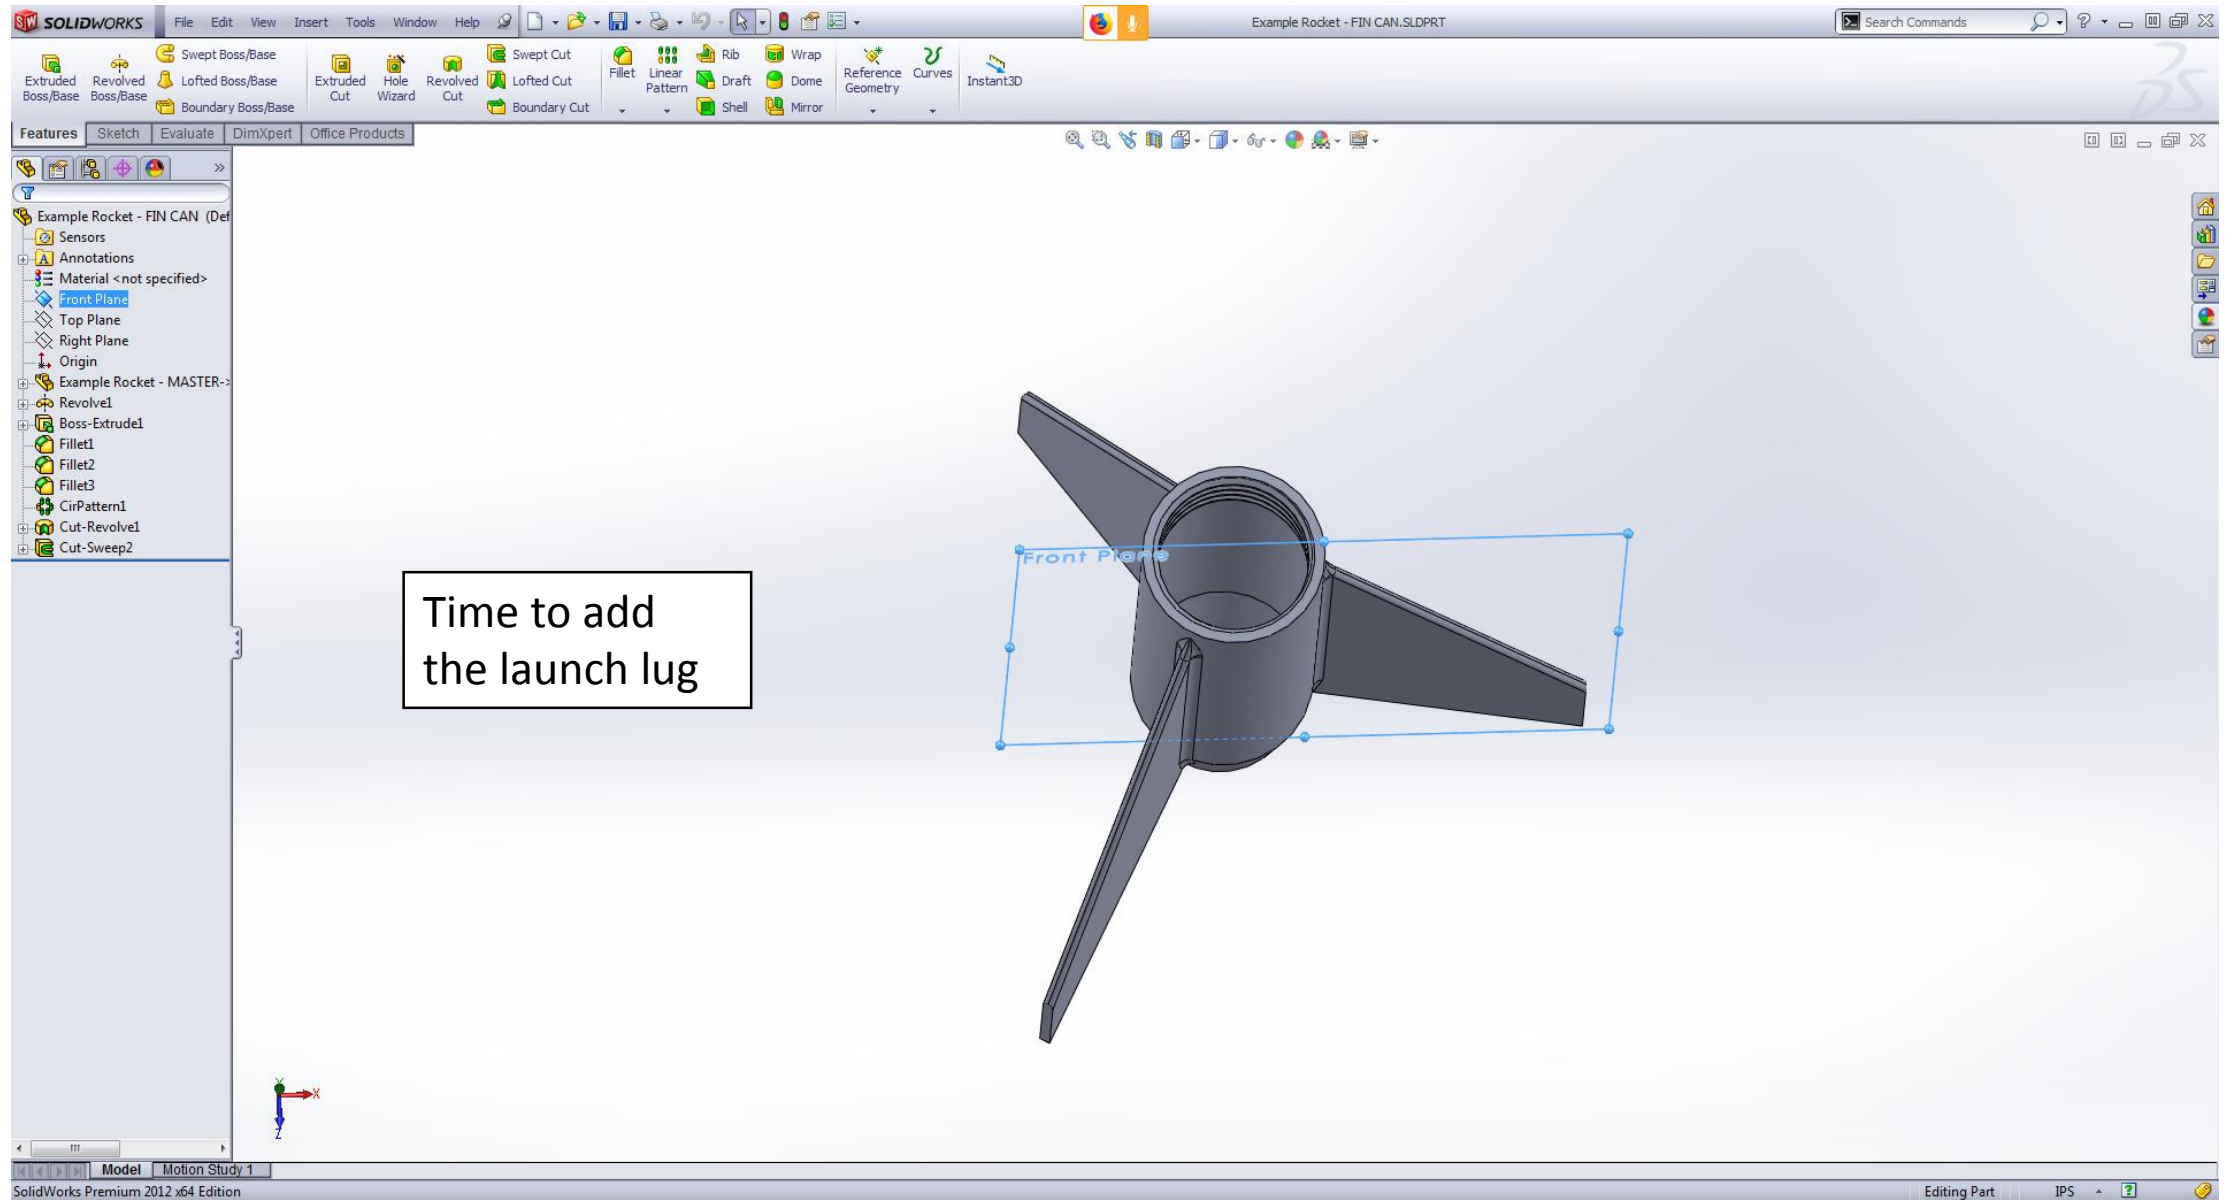 SOLIDWORKS File Edit View Insert Tools Window Help
Example Rocket - FIN CAN.SLDPRT
Search Commands
Extruded Boss/Base
Revolved Boss/Base
Swept Boss/Base
Lofted Boss/Base
Boundary Boss/Base
Extruded Cut
Hole Wizard
Revolved Cut
Swept Cut
Lofted Cut
Boundary Cut
Fillet
Linear Pattern
Rib
Draft
Shell
Wrap
Dome
Mirror
Reference Geometry
Curves
Instant3D
Features Sketch Evaluate DimXpert Office Products
Example Rocket - FIN CAN (Def
Sensors
Annotations
Material <not specified>
Front Plane
Top Plane
Right Plane
Origin
Example Rocket - MASTER->
Revolve1
Boss-Extrude1
Fillet1
Fillet2
Fillet3
CirPattern1
Cut-Revolve1
Cut-Sweep2
Front Plane
Time to add
the launch lug
Y
X
Z
Model Motion Study 1
SolidWorks Premium 2012 x64 Edition
Editing Part
IPS